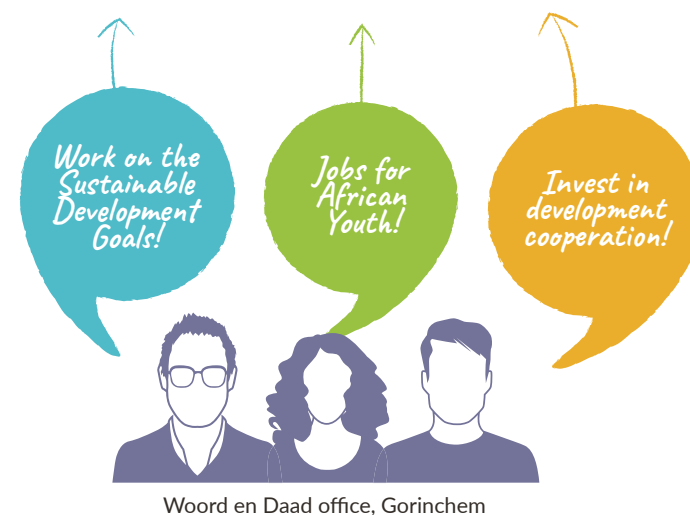 Work on the
Sustainable
Development
Goals!
Jobs for
African
Youth!
Invest in
development
cooperation!
Woord en Daad office, Gorinchem